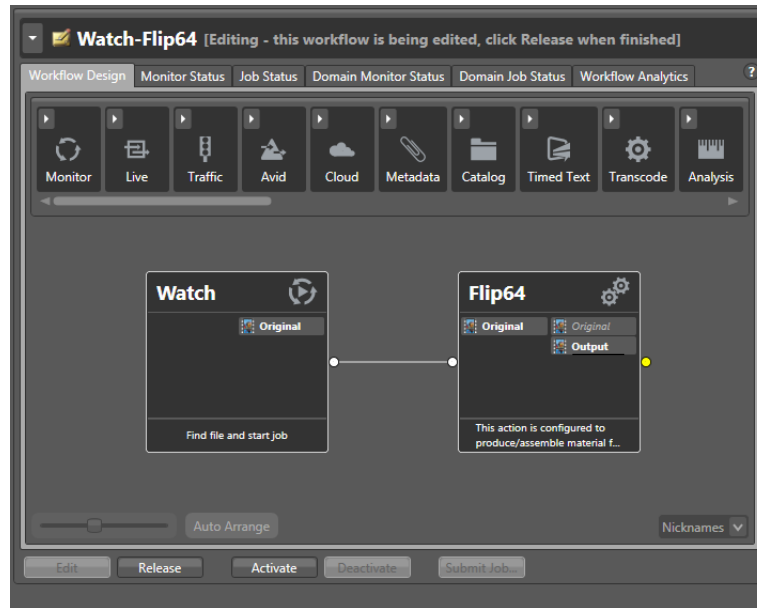 Watch-Flip64 [Editing - this workflow is being edited, click Release when finished]
Workflow Design Monitor Status Job Status Domain Monitor Status Domain Job Status Workflow Analytics ?
Monitor Live Traffic Avid Cloud Metadata Catalog Timed Text Transcode Analysis
Watch
Original
Find file and start job
Flip64
Original Original
Output
This action is configured to
produce/assemble material f...
Auto Arrange
Nicknames
Edit Release Activate Deactivate Submit Job...